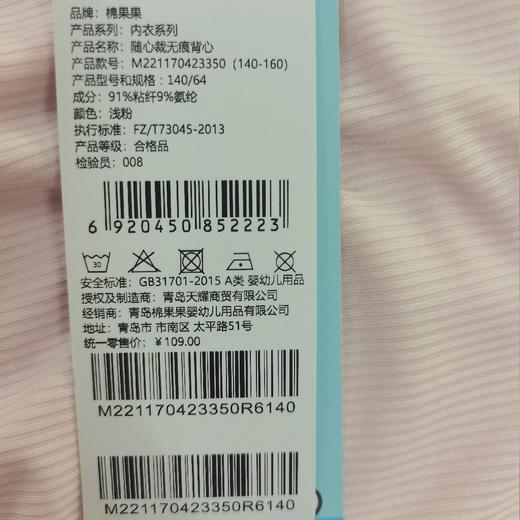 品牌：棉果果
产品系列：内衣系列
产品名称：随心裁无痕背心
产品款号：M221170423350（140-160）
产品型号和规格：140/64
成分：91%粘纤9%氨纶
颜色：浅粉
执行标准：FZ/T73045-2013
产品等级：合格品
检验员：008
6 920450 852223
30
安全标准：GB31701-2015 A类 婴幼儿用品
授权及制造商：青岛天耀商贸有限公司
经销商：青岛棉果果婴幼儿用品有限公司
地址：青岛市 市南区 太平路51号
统一零售价：￥109.00
M221170423350R6140
M221170423350R6140